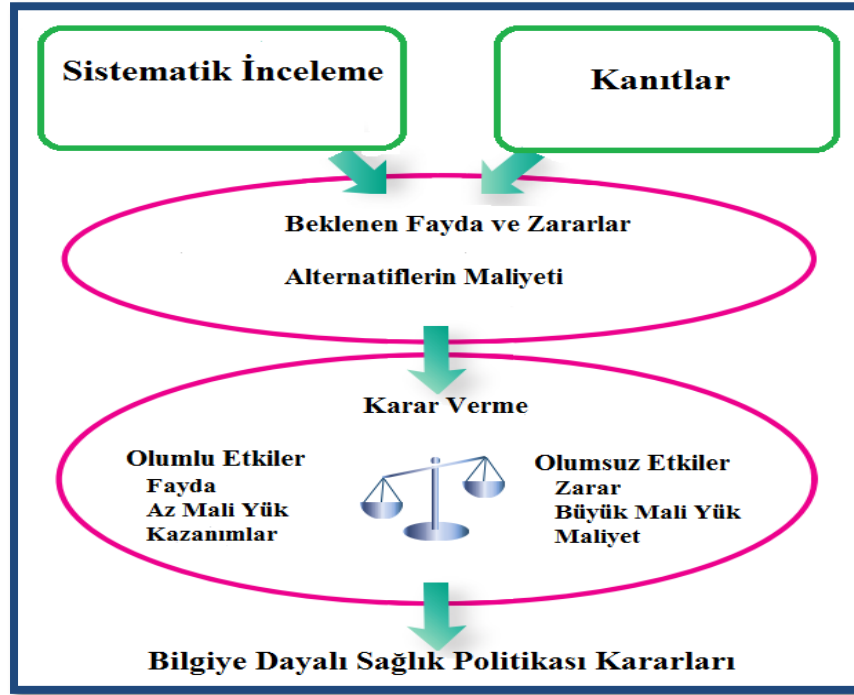 Sistematik İnceleme
Kanıtlar
Beklenen Fayda ve Zararlar
Alternatiflerin Maliyeti
Karar Verme
Olumlu Etkiler
Fayda
Az Mali Yük
Kazanımlar
Olumsuz Etkiler
Zarar
Büyük Mali Yük
Maliyet
Bilgiye Dayalı Sağlık Politikası Kararları